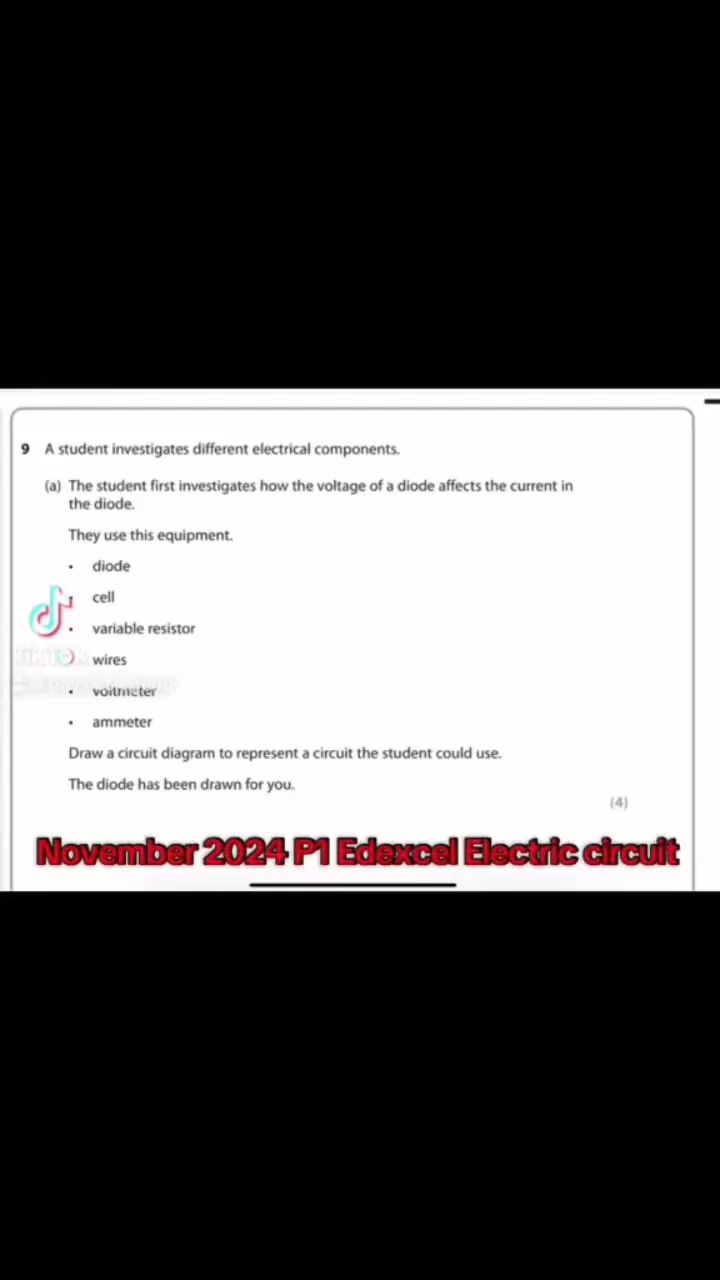 9 A student investigates different electrical components.
(a) The student first investigates how the voltage of a diode affects the current in
the diode.
They use this equipment.
• diode
• cell
• variable resistor
TikTok
wires
• voltmeter
• ammeter
Draw a circuit diagram to represent a circuit the student could use.
The diode has been drawn for you.
(4)
November 2024 P1 Edexcel Electric circuit